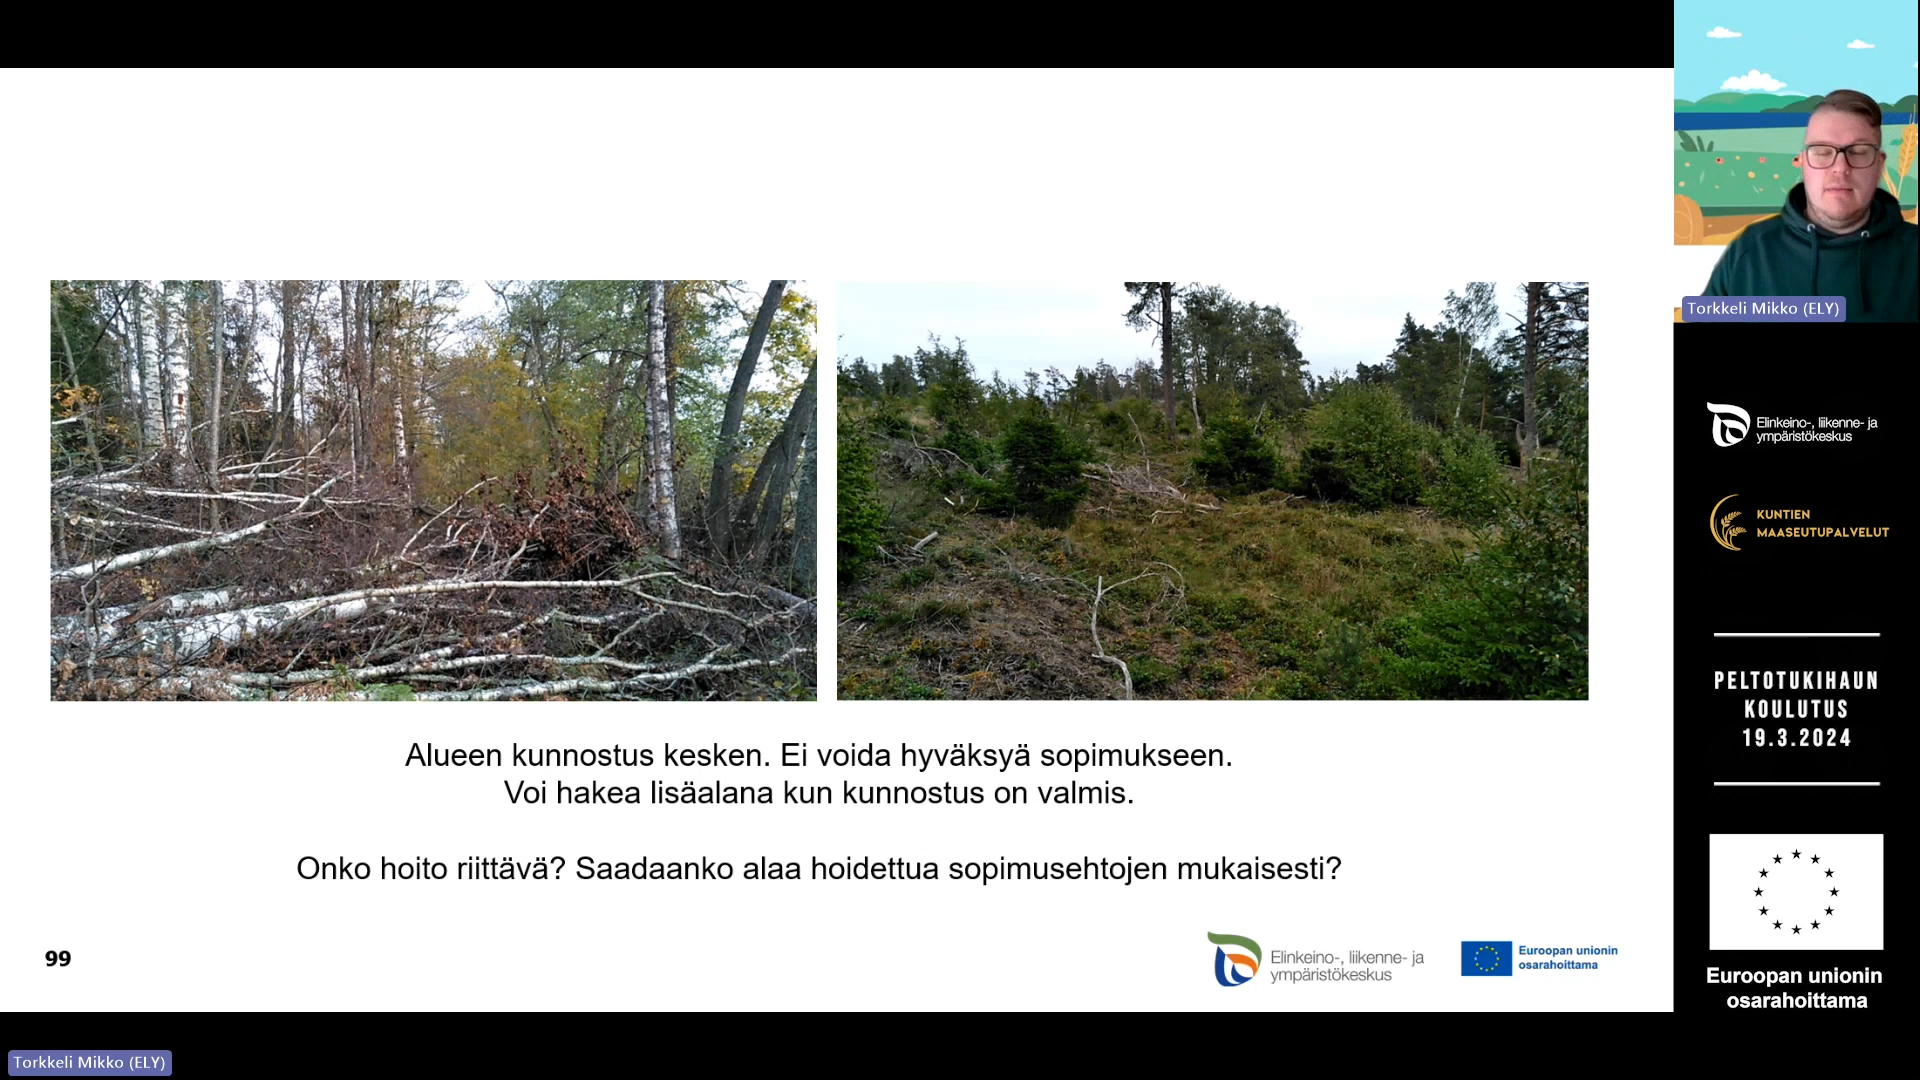 Alueen kunnostus kesken. Ei voida hyväksyä sopimukseen.
Voi hakea lisäalana kun kunnostus on valmis.
Onko hoito riittävä? Saadaanko alaa hoidettua sopimusehtojen mukaisesti?
99
Elinkeino-, liikenne- ja
ympäristökeskus
Euroopan unionin
osarahoittama
Torkkeli Mikko (ELY)
Torkkeli Mikko (ELY)
Elinkeino-, liikenne- ja
ympäristökeskus
KUNTIEN
MAASEUTUPALVELUT
PELTOTUKIHAUN
KOULUTUS
19.3.2024
Euroopan unionin
osarahoittama